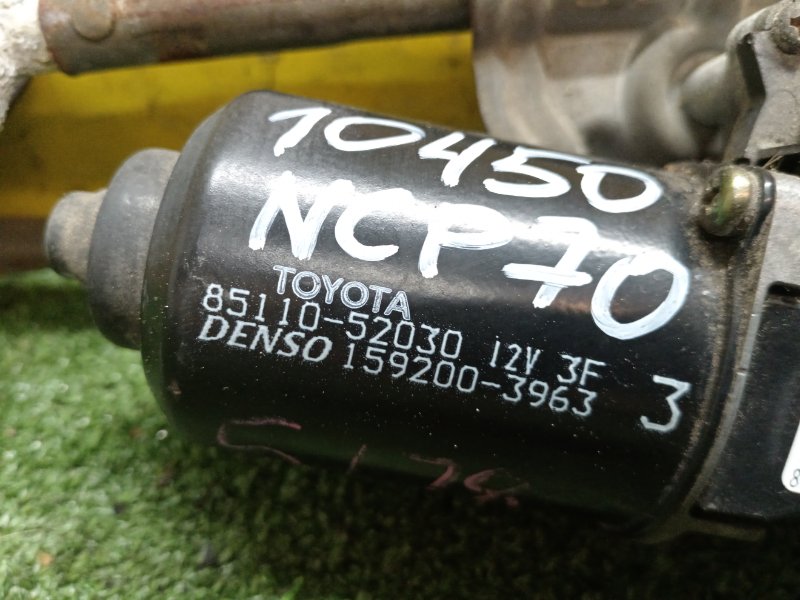 10450
NCP70
TOYOTA
85110-52030 12V 3F
DENSO 159200-3963 3